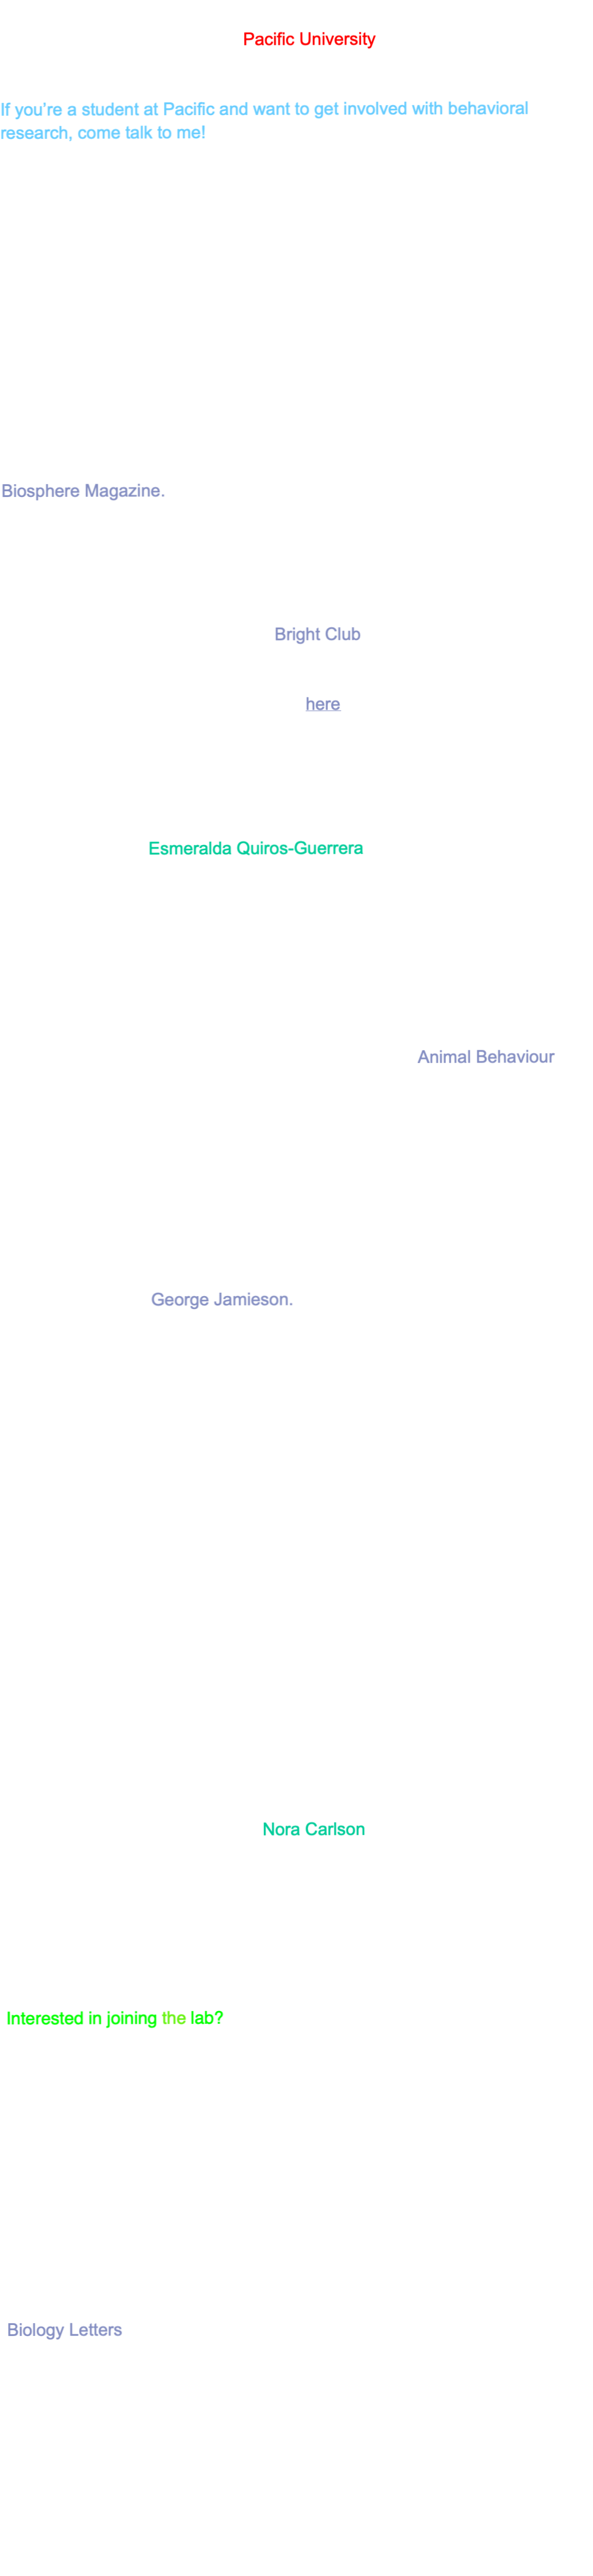 Pacific University
If you’re a student at Pacific and want to get involved with behavioral
research, come talk to me!
Biosphere Magazine.
Bright Club
here
Esmeralda Quiros-Guerrera
Animal Behaviour
George Jamieson.
Nora Carlson
Interested in joining the lab?
Biology Letters